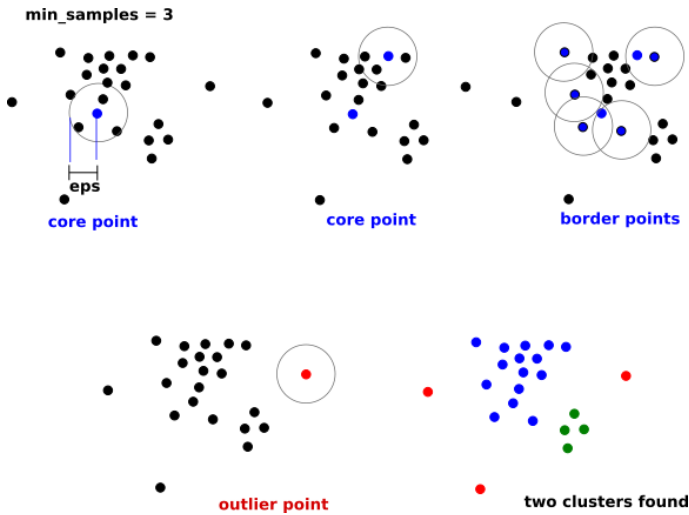 min_samples = 3
eps
core point
core point
border points
outlier point
two clusters found